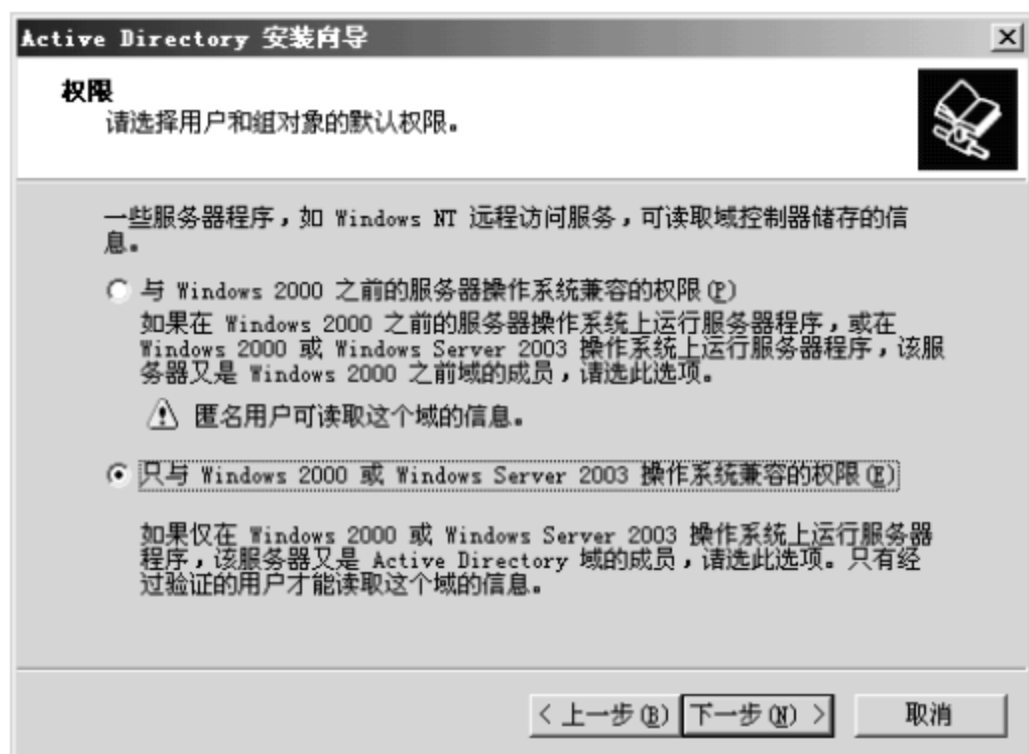 Active Directory 安装向导
权限
请选择用户和组对象的默认权限。
一些服务器程序，如 Windows NT 远程访问服务，可读取域控制器储存的信
息。
与 Windows 2000 之前的服务器操作系统兼容的权限(P)
如果在 Windows 2000 之前的服务器操作系统上运行服务器程序，或在
Windows 2000 或 Windows Server 2003 操作系统上运行服务器程序，该服
务器又是 Windows 2000 之前域的成员，请选此选项。
匿名用户可读取这个域的信息。
只与 Windows 2000 或 Windows Server 2003 操作系统兼容的权限(E)
如果仅在 Windows 2000 或 Windows Server 2003 操作系统上运行服务器
程序，该服务器又是 Active Directory 域的成员，请选此选项。只有经
过验证的用户才能读取这个域的信息。
< 上一步(B) 下一步(N) > 取消